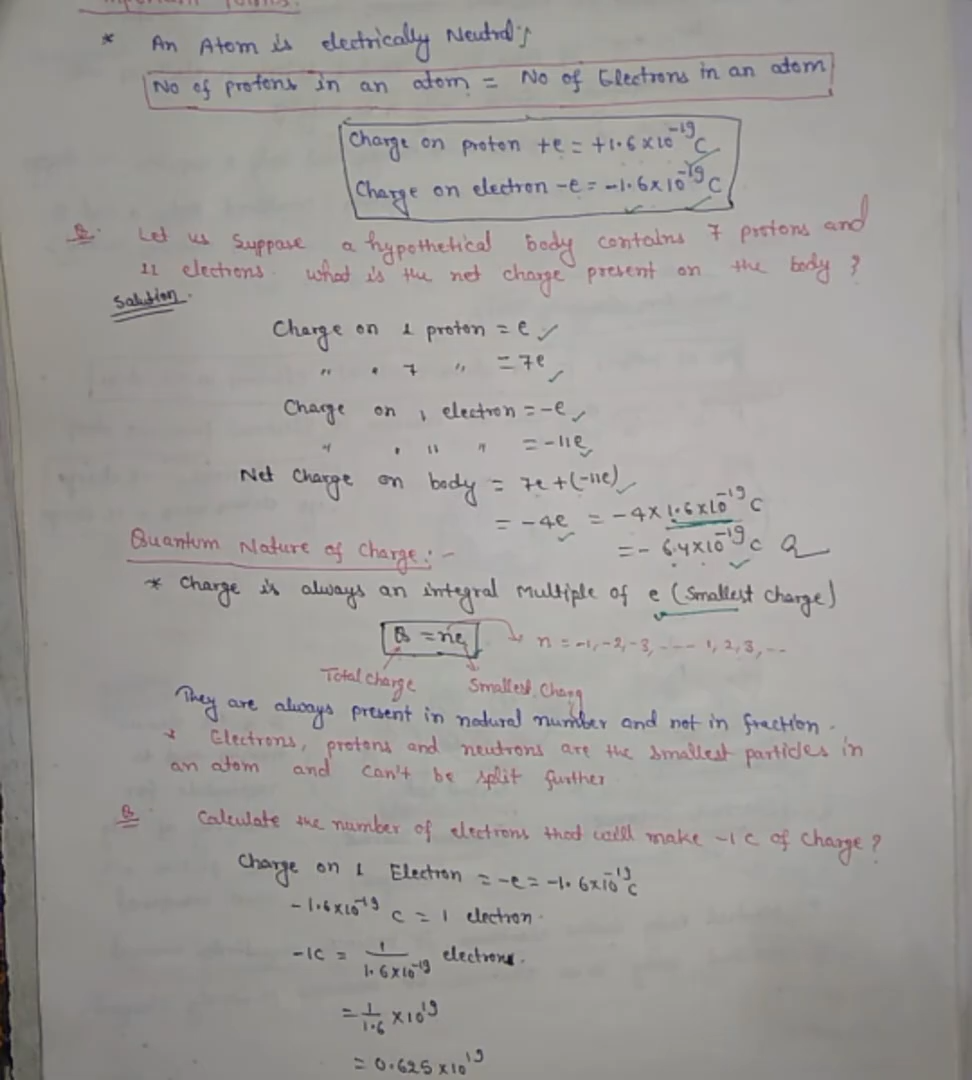 Important Points:
* An Atom is electrically Neutral;
No of protons in an atom = No of Electrons in an atom
Charge on proton +e = +1.6×10⁻¹⁹C
Charge on electron -e = -1.6×10⁻¹⁹C
Q. Let us suppose a hypothetical body contains 7 protons and
11 electrons. what is the net charge present on the body ?
Solution.
Charge on 1 proton = e ✓
" " 7 " = 7e ✓
Charge on 1 electron = -e ✓
" " 11 " = -11e ✓
Net Charge on body = 7e + (-11e) ✓
= -4e = -4 × 1.6×10⁻¹⁹ C
= - 6.4×10⁻¹⁹ C
Quantum Nature of Charge: -
* Charge is always an integral multiple of e (Smallest charge)
Q = ne n = -1, -2, -3, ---- 1, 2, 3, --
Total charge Smallest Charg
They are always present in natural number and not in fraction.
* Electrons, protons and neutrons are the smallest particles in
an atom and can't be split further
Q Calculate the number of electrons that will make -1 C of charge ?
Charge on 1 Electron = -e = -1.6×10⁻¹⁹C
-1.6×10⁻¹⁹ C = 1 electron.
-1C = 1/1.6×10⁻¹⁹ electrons.
= 1/1.6 ×10¹⁹
= 0.625×10¹⁹